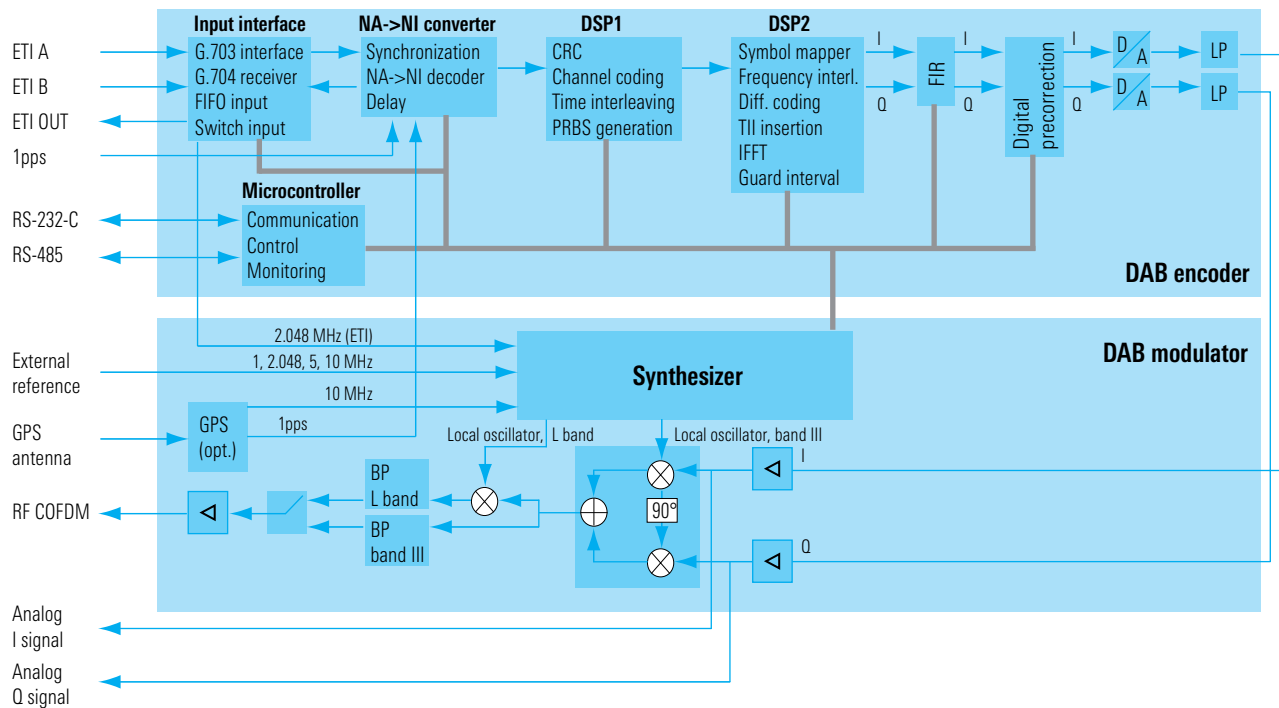 Input interface
NA->NI converter
DSP1
DSP2
ETI A
ETI B
ETI OUT
1pps
RS-232-C
RS-485
G.703 interface
G.704 receiver
FIFO input
Switch input
Synchronization
NA->NI decoder
Delay
CRC
Channel coding
Time interleaving
PRBS generation
Symbol mapper
Frequency interl.
Diff. coding
TII insertion
IFFT
Guard interval
I
Q
FIR
I
Q
Digital
precorrection
I
Q
D
A
D
A
LP
LP
Microcontroller
Communication
Control
Monitoring
DAB encoder
DAB modulator
External
reference
GPS
antenna
RF COFDM
2.048 MHz (ETI)
1, 2.048, 5, 10 MHz
10 MHz
1pps
GPS
(opt.)
Synthesizer
Local oscillator, L band
Local oscillator, band III
BP
L band
BP
band III
90°
I
Q
Analog
I signal
Analog
Q signal